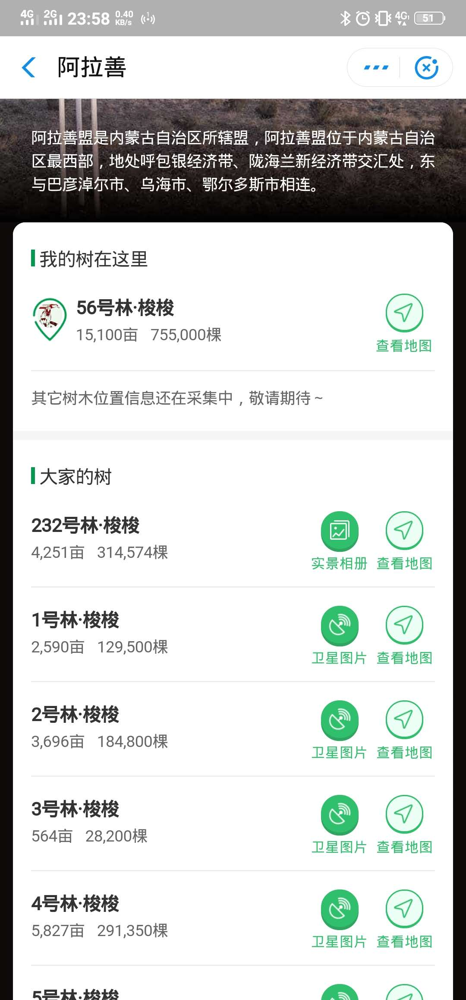 4G 2G 23:58 0.40 KB/s 4G 51
阿拉善
阿拉善盟是内蒙古自治区所辖盟，阿拉善盟位于内蒙古自治
区最西部，地处呼包银经济带、陇海兰新经济带交汇处，东
与巴彦淖尔市、乌海市、鄂尔多斯市相连。
我的树在这里
56号林·梭梭
15,100亩 755,000棵
查看地图
其它树木位置信息还在采集中，敬请期待~
大家的树
232号林·梭梭
4,251亩 314,574棵
实景相册 查看地图
1号林·梭梭
2,590亩 129,500棵
卫星图片 查看地图
2号林·梭梭
3,696亩 184,800棵
卫星图片 查看地图
3号林·梭梭
564亩 28,200棵
卫星图片 查看地图
4号林·梭梭
5,827亩 291,350棵
卫星图片 查看地图
5号林·梭梭